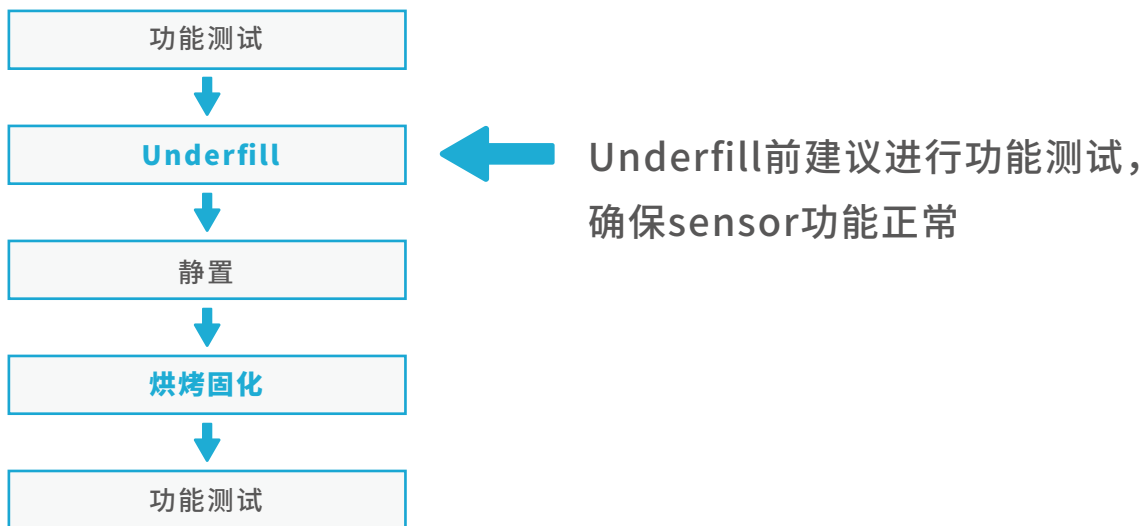 功能测试
Underfill
Underfill前建议进行功能测试，
确保sensor功能正常
静置
烘烤固化
功能测试